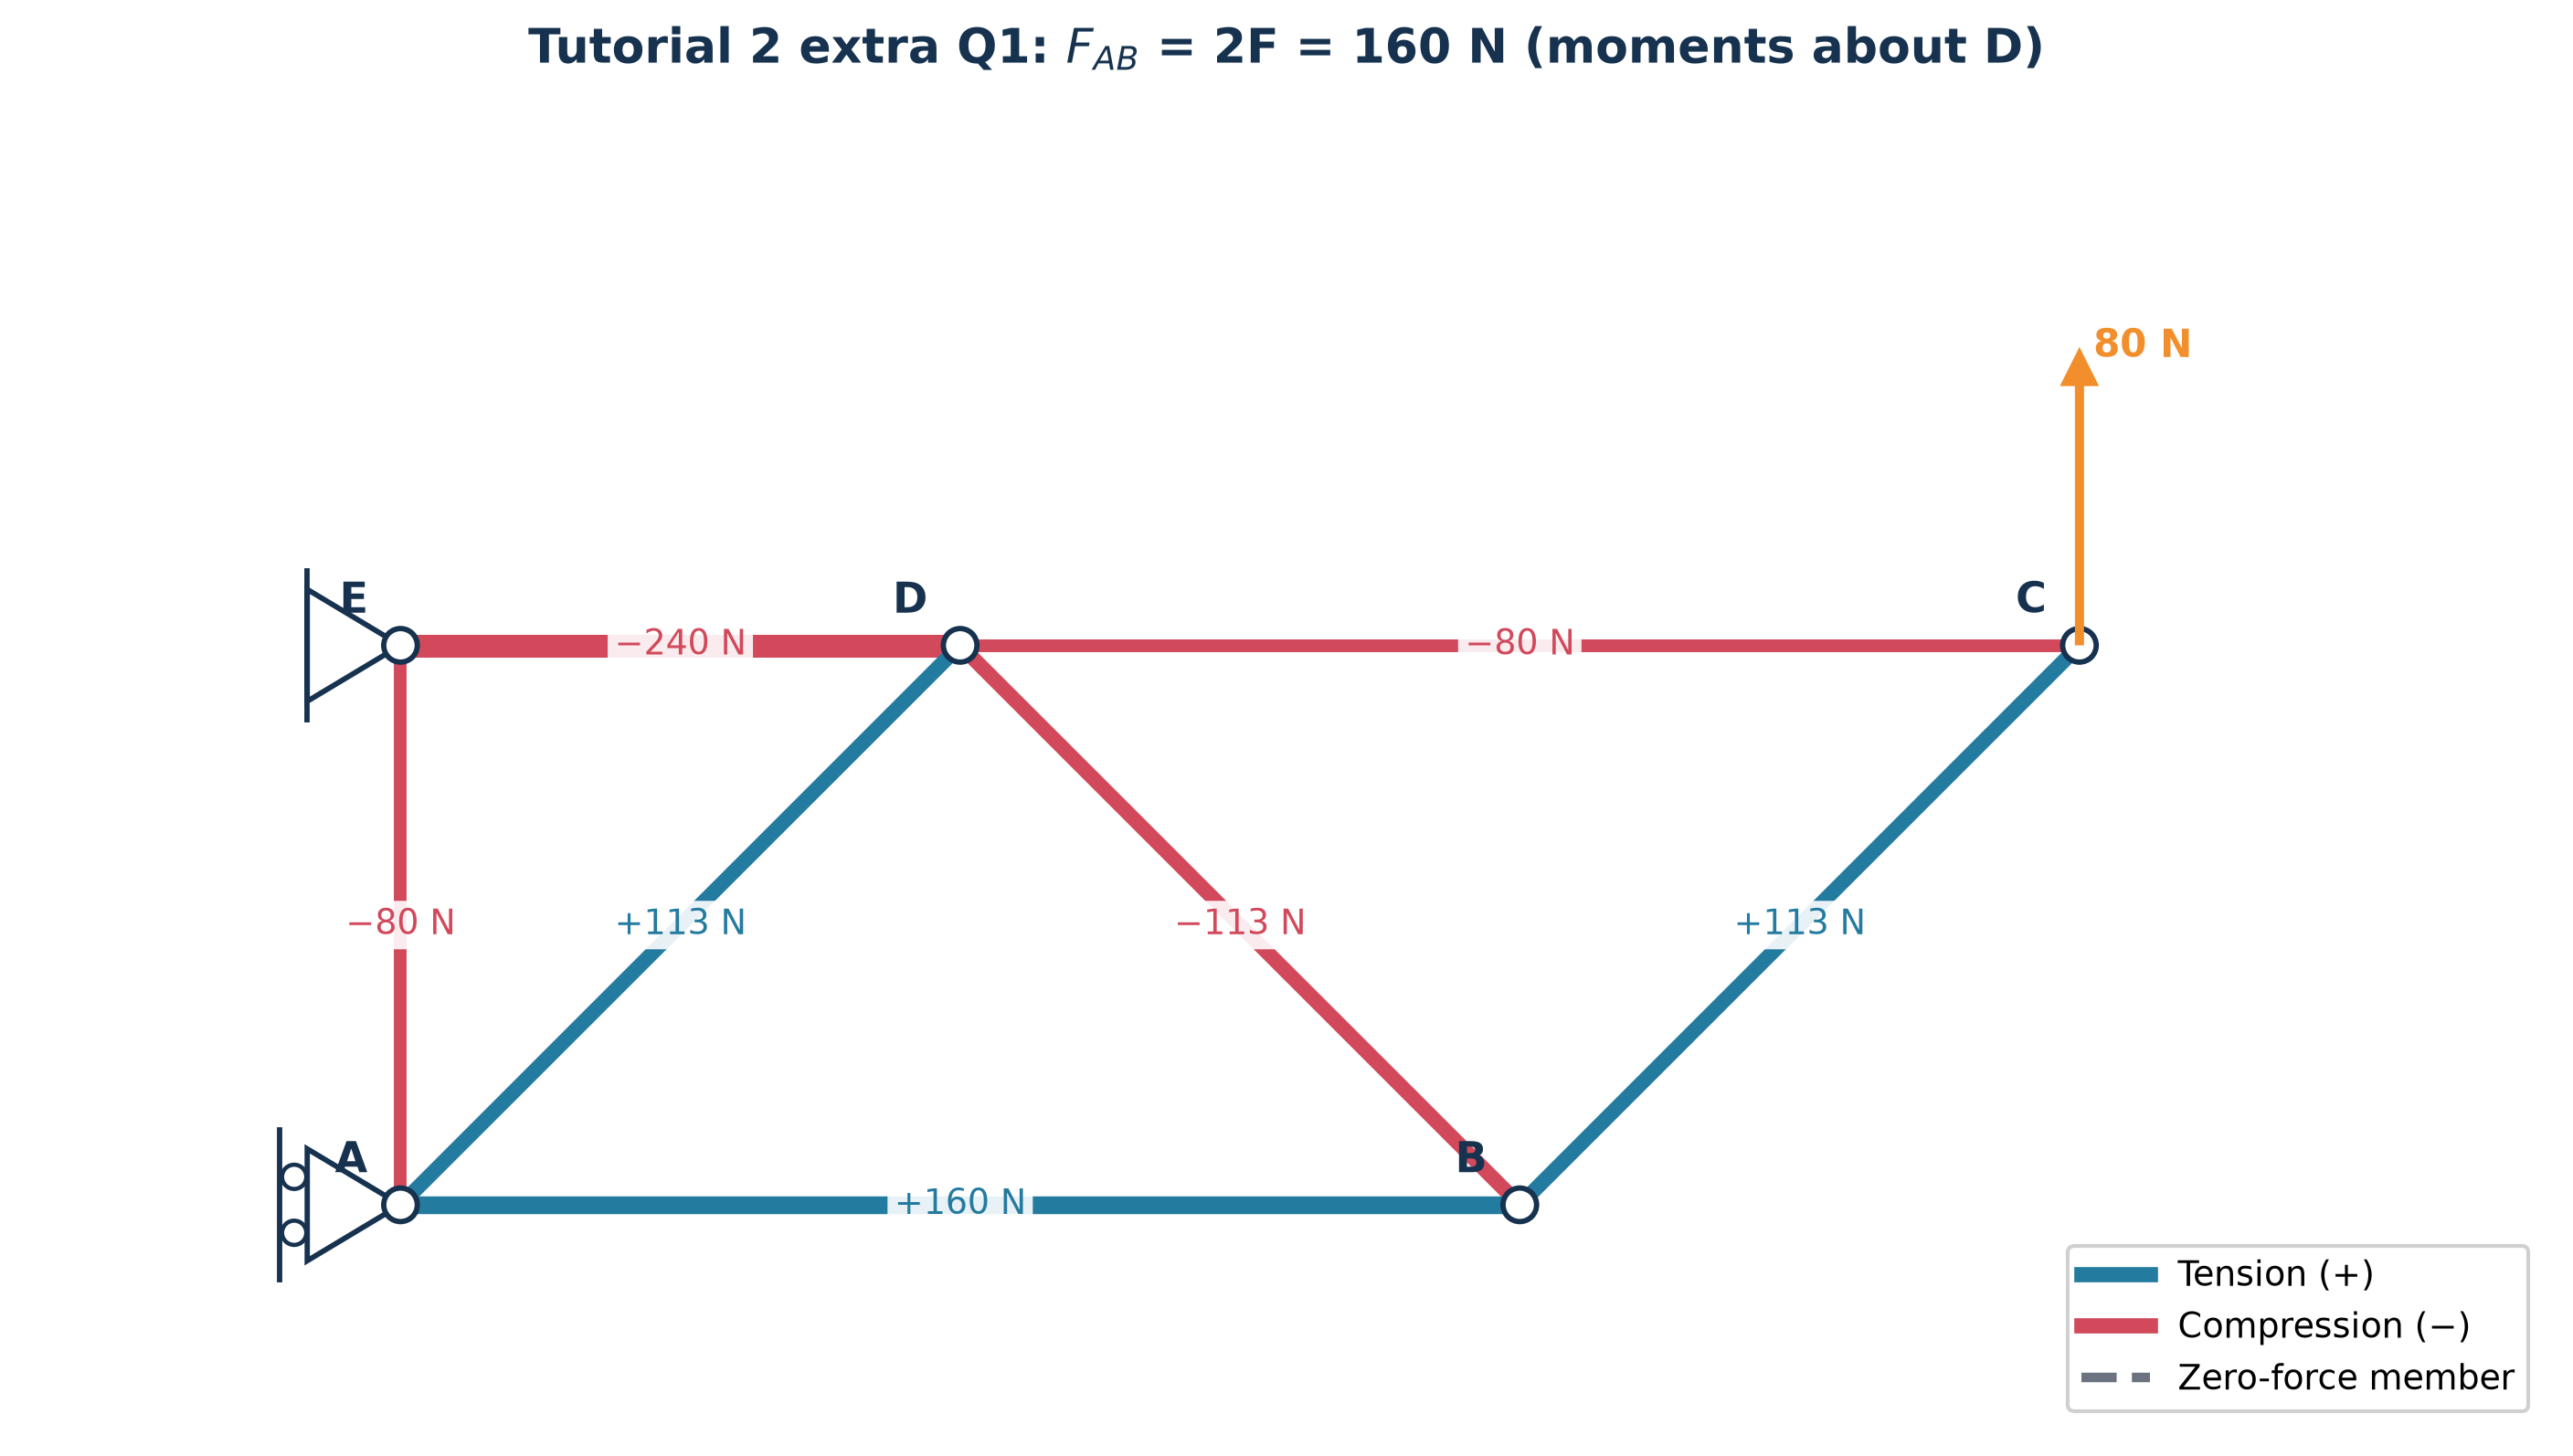 Tutorial 2 extra Q1: F_AB = 2F = 160 N (moments about D)
80 N
E
D
C
−240 N
−80 N
−80 N
+113 N
−113 N
+113 N
A
B
+160 N
Tension (+)
Compression (−)
Zero-force member